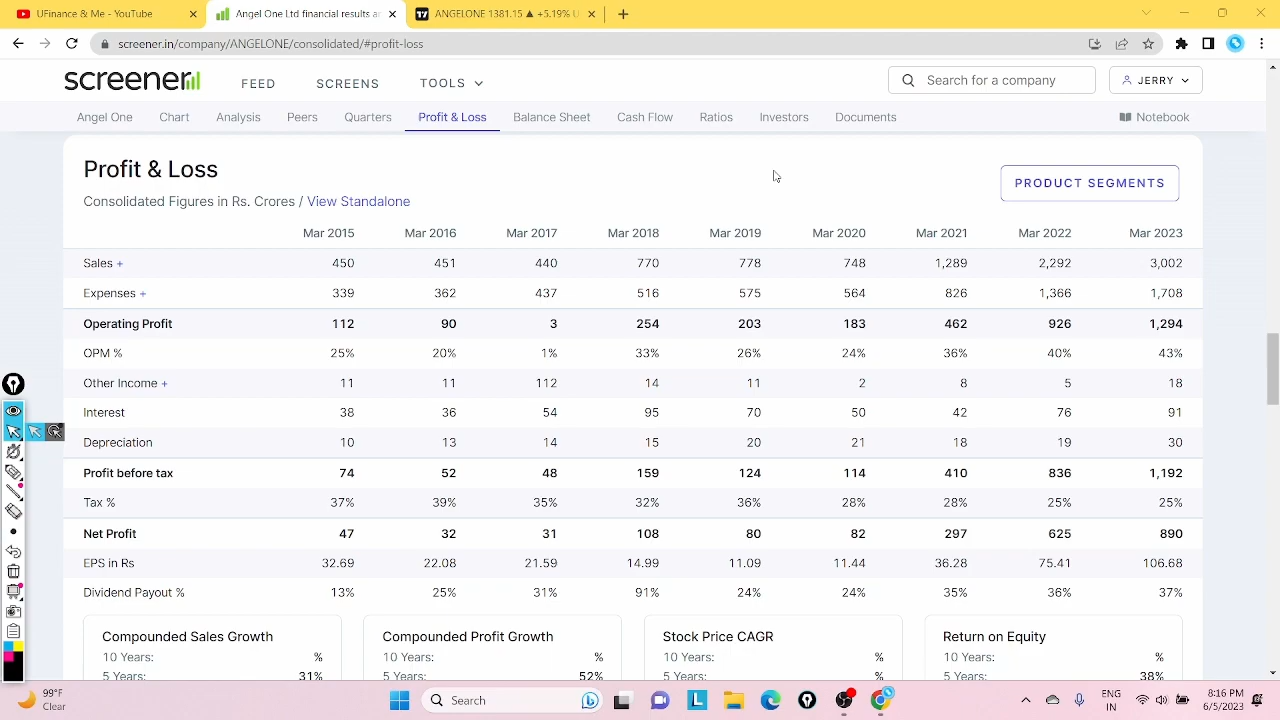 UFinance & Me - YouTube
Angel One Ltd financial results a
ANGELONE 1381.15 ▲ +5.19% U
screener.in/company/ANGELONE/consolidated/#profit-loss
screener
FEED
SCREENS
TOOLS
Search for a company
JERRY
Angel One
Chart
Analysis
Peers
Quarters
Profit & Loss
Balance Sheet
Cash Flow
Ratios
Investors
Documents
Notebook
Profit & Loss
PRODUCT SEGMENTS
Consolidated Figures in Rs. Crores / View Standalone
Mar 2015 Mar 2016 Mar 2017 Mar 2018 Mar 2019 Mar 2020 Mar 2021 Mar 2022 Mar 2023
Sales + 450 451 440 770 778 748 1,289 2,292 3,002
Expenses + 339 362 437 516 575 564 826 1,366 1,708
Operating Profit 112 90 3 254 203 183 462 926 1,294
OPM % 25% 20% 1% 33% 26% 24% 36% 40% 43%
Other Income + 11 11 112 14 11 2 8 5 18
Interest 38 36 54 95 70 50 42 76 91
Depreciation 10 13 14 15 20 21 18 19 30
Profit before tax 74 52 48 159 124 114 410 836 1,192
Tax % 37% 39% 35% 32% 36% 28% 28% 25% 25%
Net Profit 47 32 31 108 80 82 297 625 890
EPS in Rs 32.69 22.08 21.59 14.99 11.09 11.44 36.28 75.41 106.68
Dividend Payout % 13% 25% 31% 91% 24% 24% 35% 36% 37%
Compounded Sales Growth
10 Years: %
5 Years: 31%
Compounded Profit Growth
10 Years: %
5 Years: 52%
Stock Price CAGR
10 Years: %
5 Years: %
Return on Equity
10 Years: %
5 Years: 38%
99°F
Clear
Search
ENG
IN
8:16 PM
6/5/2023